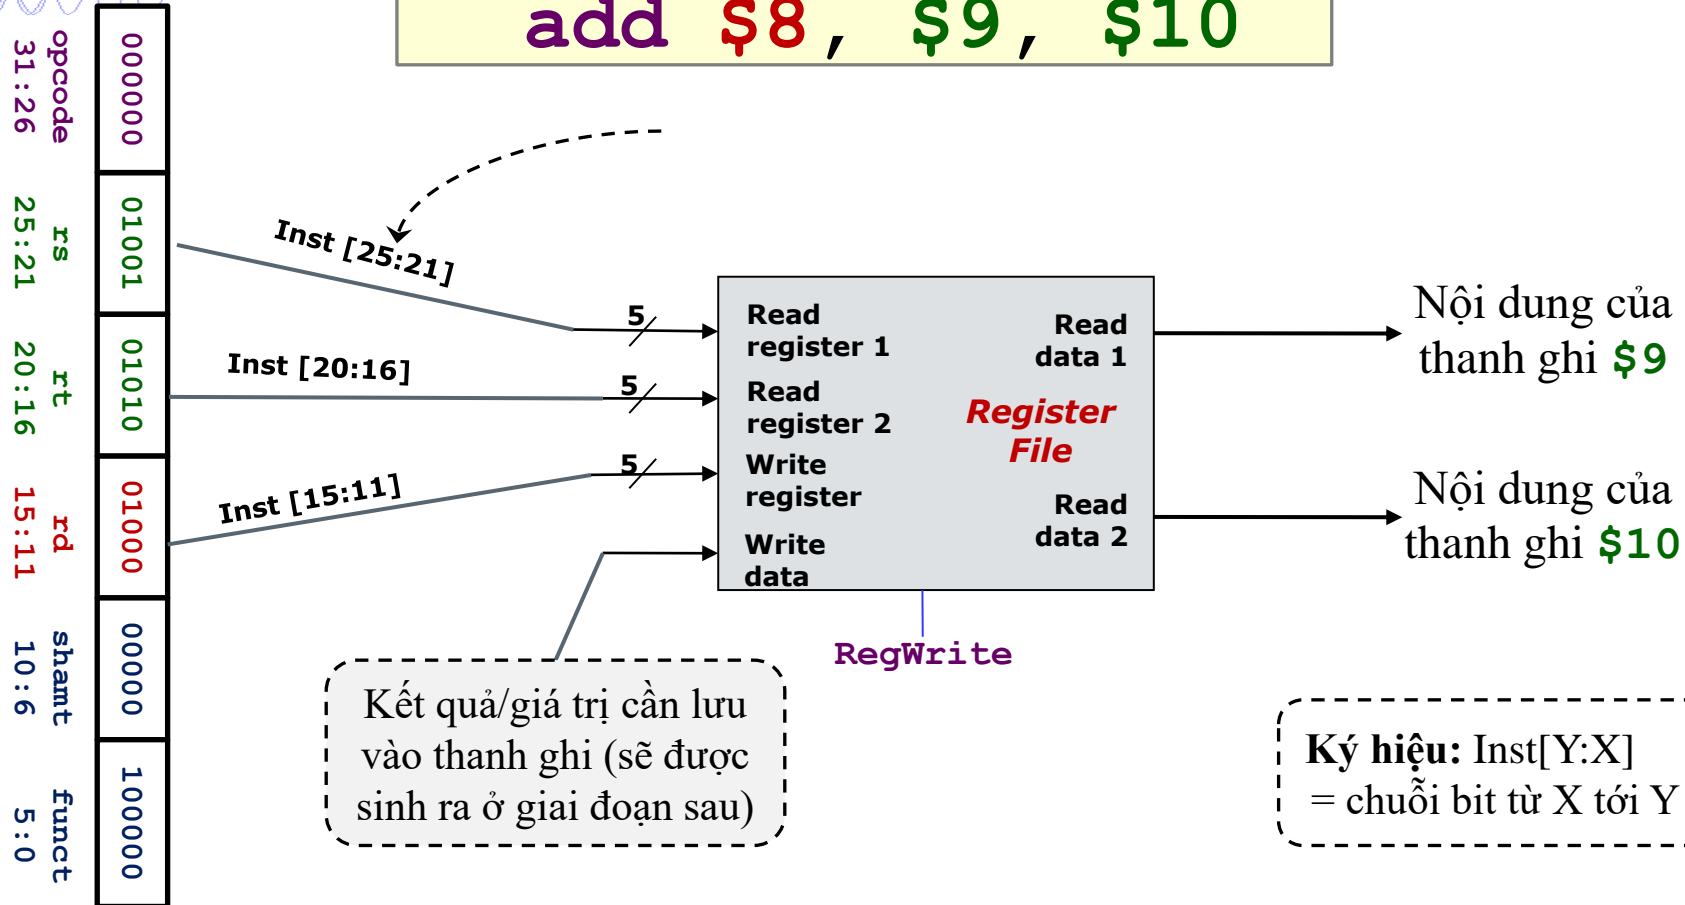 add $8, $9, $10
opcode
31:26
000000
rs
25:21
01001
rt
20:16
01010
rd
15:11
01000
shamt
10:6
00000
funct
5:0
100000
Inst [25:21]
Inst [20:16]
Inst [15:11]
5
5
5
Read
register 1
Read
register 2
Write
register
Write
data
Read
data 1
Register
File
Read
data 2
RegWrite
Nội dung của
thanh ghi $9
Nội dung của
thanh ghi $10
Kết quả/giá trị cần lưu
vào thanh ghi (sẽ được
sinh ra ở giai đoạn sau)
Ký hiệu: Inst[Y:X]
= chuỗi bit từ X tới Y